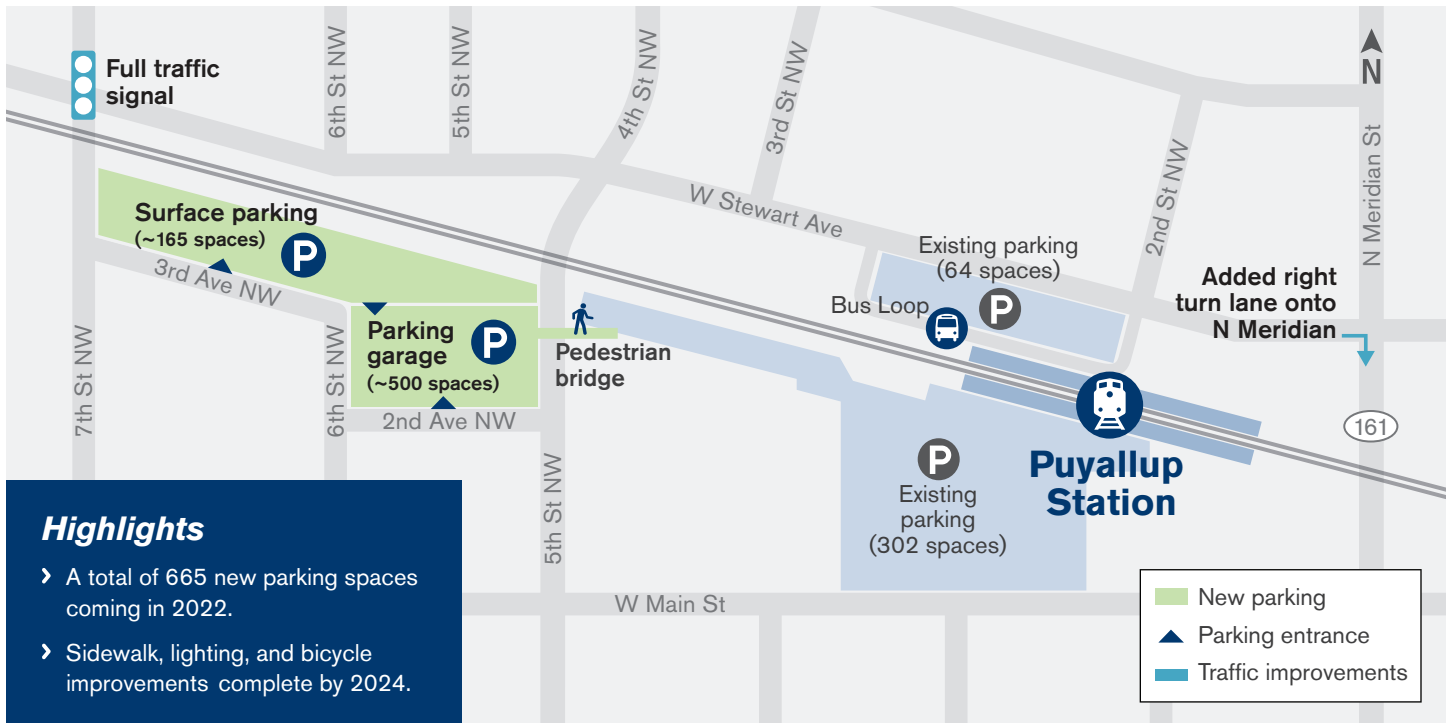 Full traffic
signal
6th St NW
5th St NW
4th St NW
3rd St NW
2nd St NW
N
N Meridian St
W Stewart Ave
Surface parking
(~165 spaces)
P
3rd Ave NW
Existing parking
(64 spaces)
P
Bus Loop
Added right
turn lane onto
N Meridian
Parking
garage
(~500 spaces)
P
Pedestrian
bridge
7th St NW
6th St NW
2nd Ave NW
161
Puyallup
Station
P
Existing
parking
(302 spaces)
5th St NW
W Main St
Highlights
› A total of 665 new parking spaces
coming in 2022.
› Sidewalk, lighting, and bicycle
improvements complete by 2024.
New parking
Parking entrance
Traffic improvements